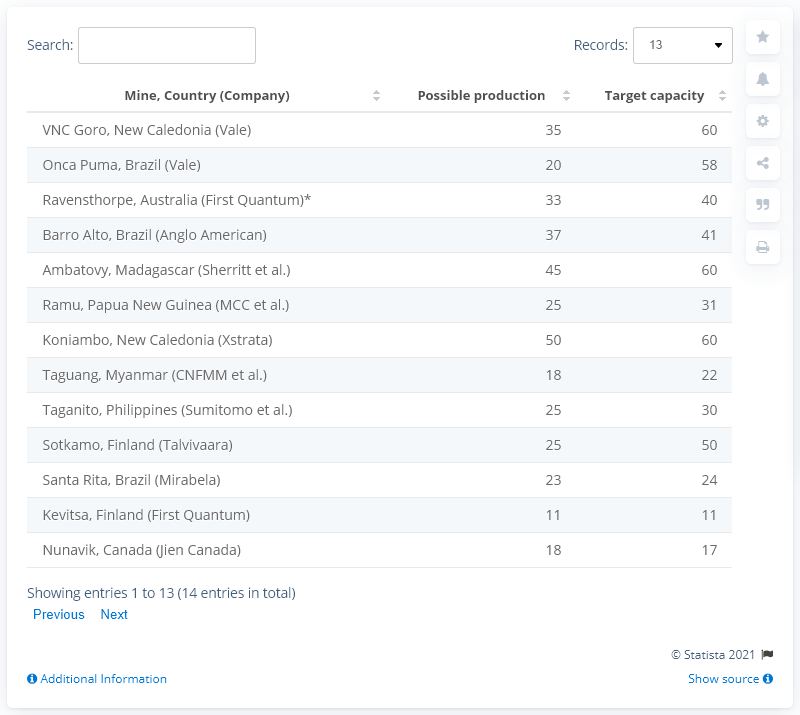 Search:
Records: 13
Mine, Country (Company) Possible production Target capacity
VNC Goro, New Caledonia (Vale) 35 60
Onca Puma, Brazil (Vale) 20 58
Ravensthorpe, Australia (First Quantum)* 33 40
Barro Alto, Brazil (Anglo American) 37 41
Ambatovy, Madagascar (Sherritt et al.) 45 60
Ramu, Papua New Guinea (MCC et al.) 25 31
Koniambo, New Caledonia (Xstrata) 50 60
Taguang, Myanmar (CNFMM et al.) 18 22
Taganito, Philippines (Sumitomo et al.) 25 30
Sotkamo, Finland (Talvivaara) 25 50
Santa Rita, Brazil (Mirabela) 23 24
Kevitsa, Finland (First Quantum) 11 11
Nunavik, Canada (Jien Canada) 18 17
Showing entries 1 to 13 (14 entries in total)
Previous Next
© Statista 2021
Additional Information Show source